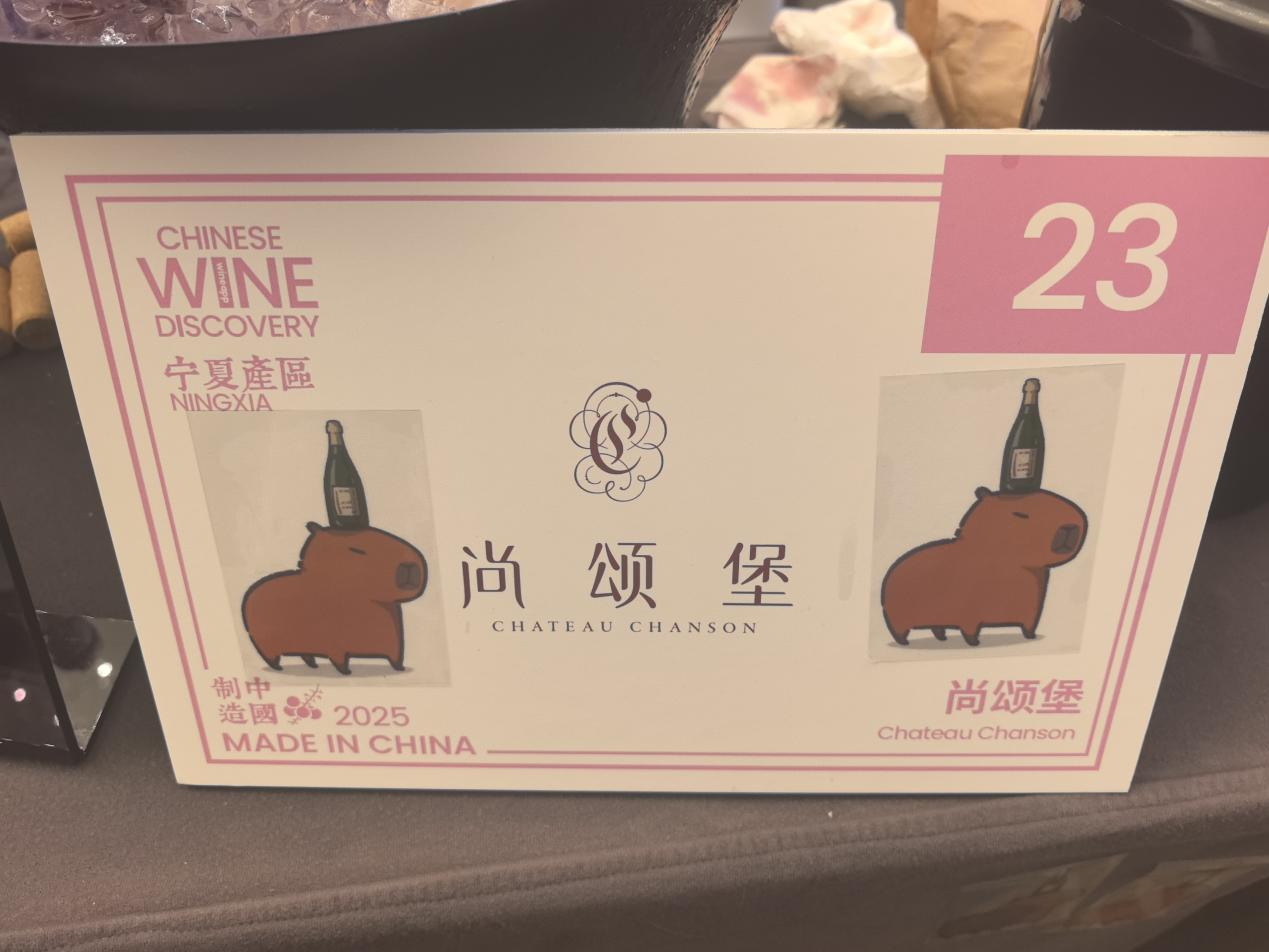 CHINESE
WINE
wineapp
DISCOVERY
宁夏產區
NINGXIA
23
C
尚颂堡
CHATEAU CHANSON
制中
造國
2025
MADE IN CHINA
尚颂堡
Chateau Chanson